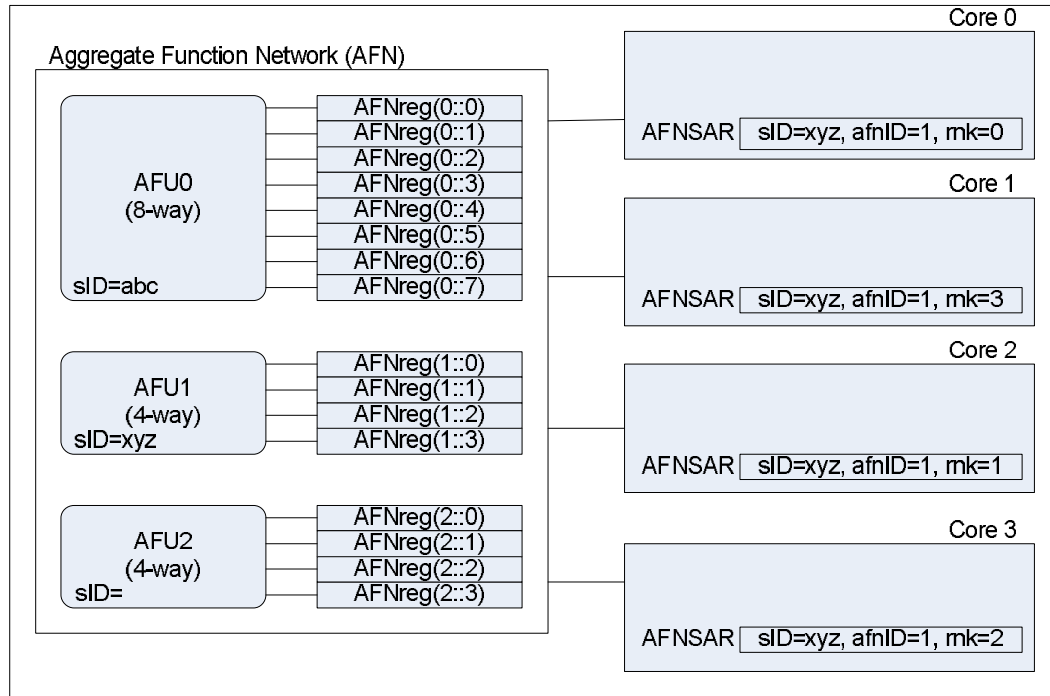 Aggregate Function Network (AFN)
AFU0
(8-way)
sID=abc
AFNreg(0::0)
AFNreg(0::1)
AFNreg(0::2)
AFNreg(0::3)
AFNreg(0::4)
AFNreg(0::5)
AFNreg(0::6)
AFNreg(0::7)
AFU1
(4-way)
sID=xyz
AFNreg(1::0)
AFNreg(1::1)
AFNreg(1::2)
AFNreg(1::3)
AFU2
(4-way)
sID=
AFNreg(2::0)
AFNreg(2::1)
AFNreg(2::2)
AFNreg(2::3)
Core 0
AFNSAR sID=xyz, afnID=1, rnk=0
Core 1
AFNSAR sID=xyz, afnID=1, rnk=3
Core 2
AFNSAR sID=xyz, afnID=1, rnk=1
Core 3
AFNSAR sID=xyz, afnID=1, rnk=2